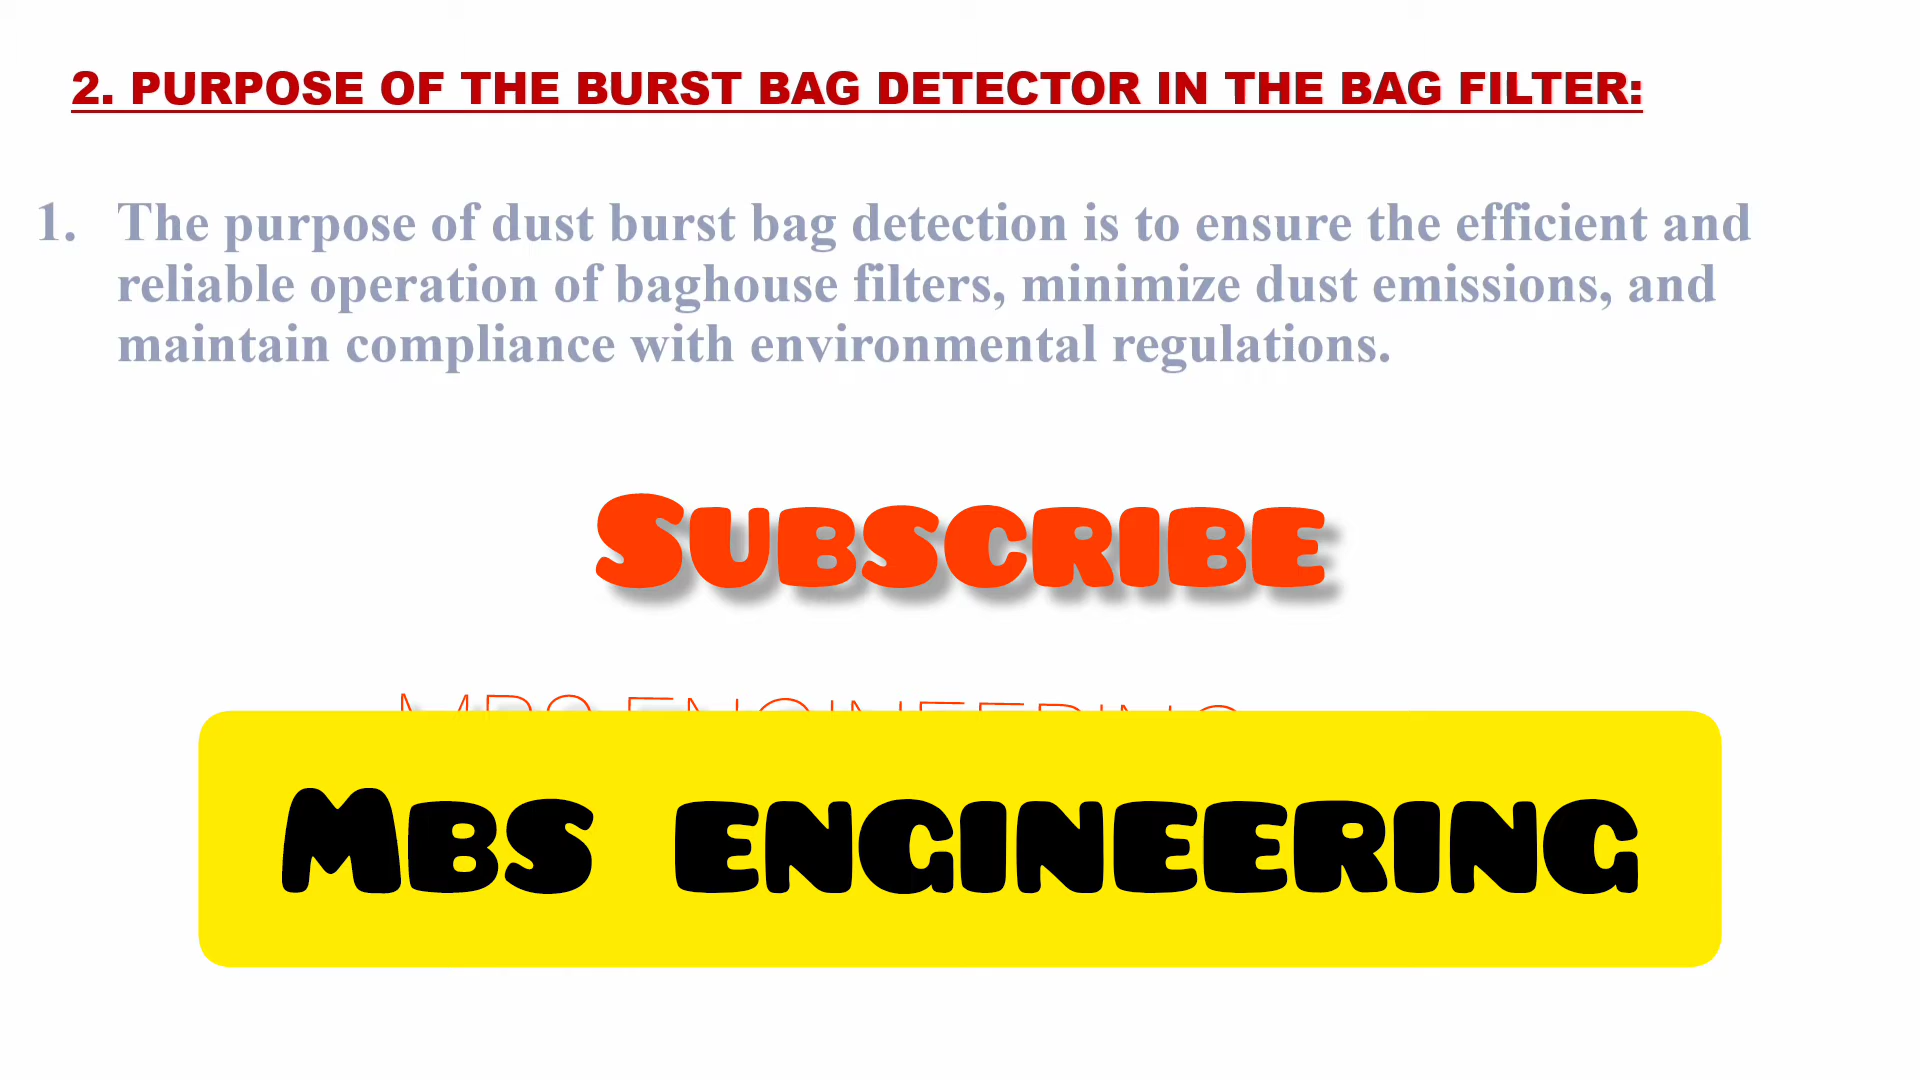 2. PURPOSE OF THE BURST BAG DETECTOR IN THE BAG FILTER:
1. The purpose of dust burst bag detection is to ensure the efficient and
reliable operation of baghouse filters, minimize dust emissions, and
maintain compliance with environmental regulations.
SUBSCRIBE
MBS ENGINEERING
MBS ENGINEERING